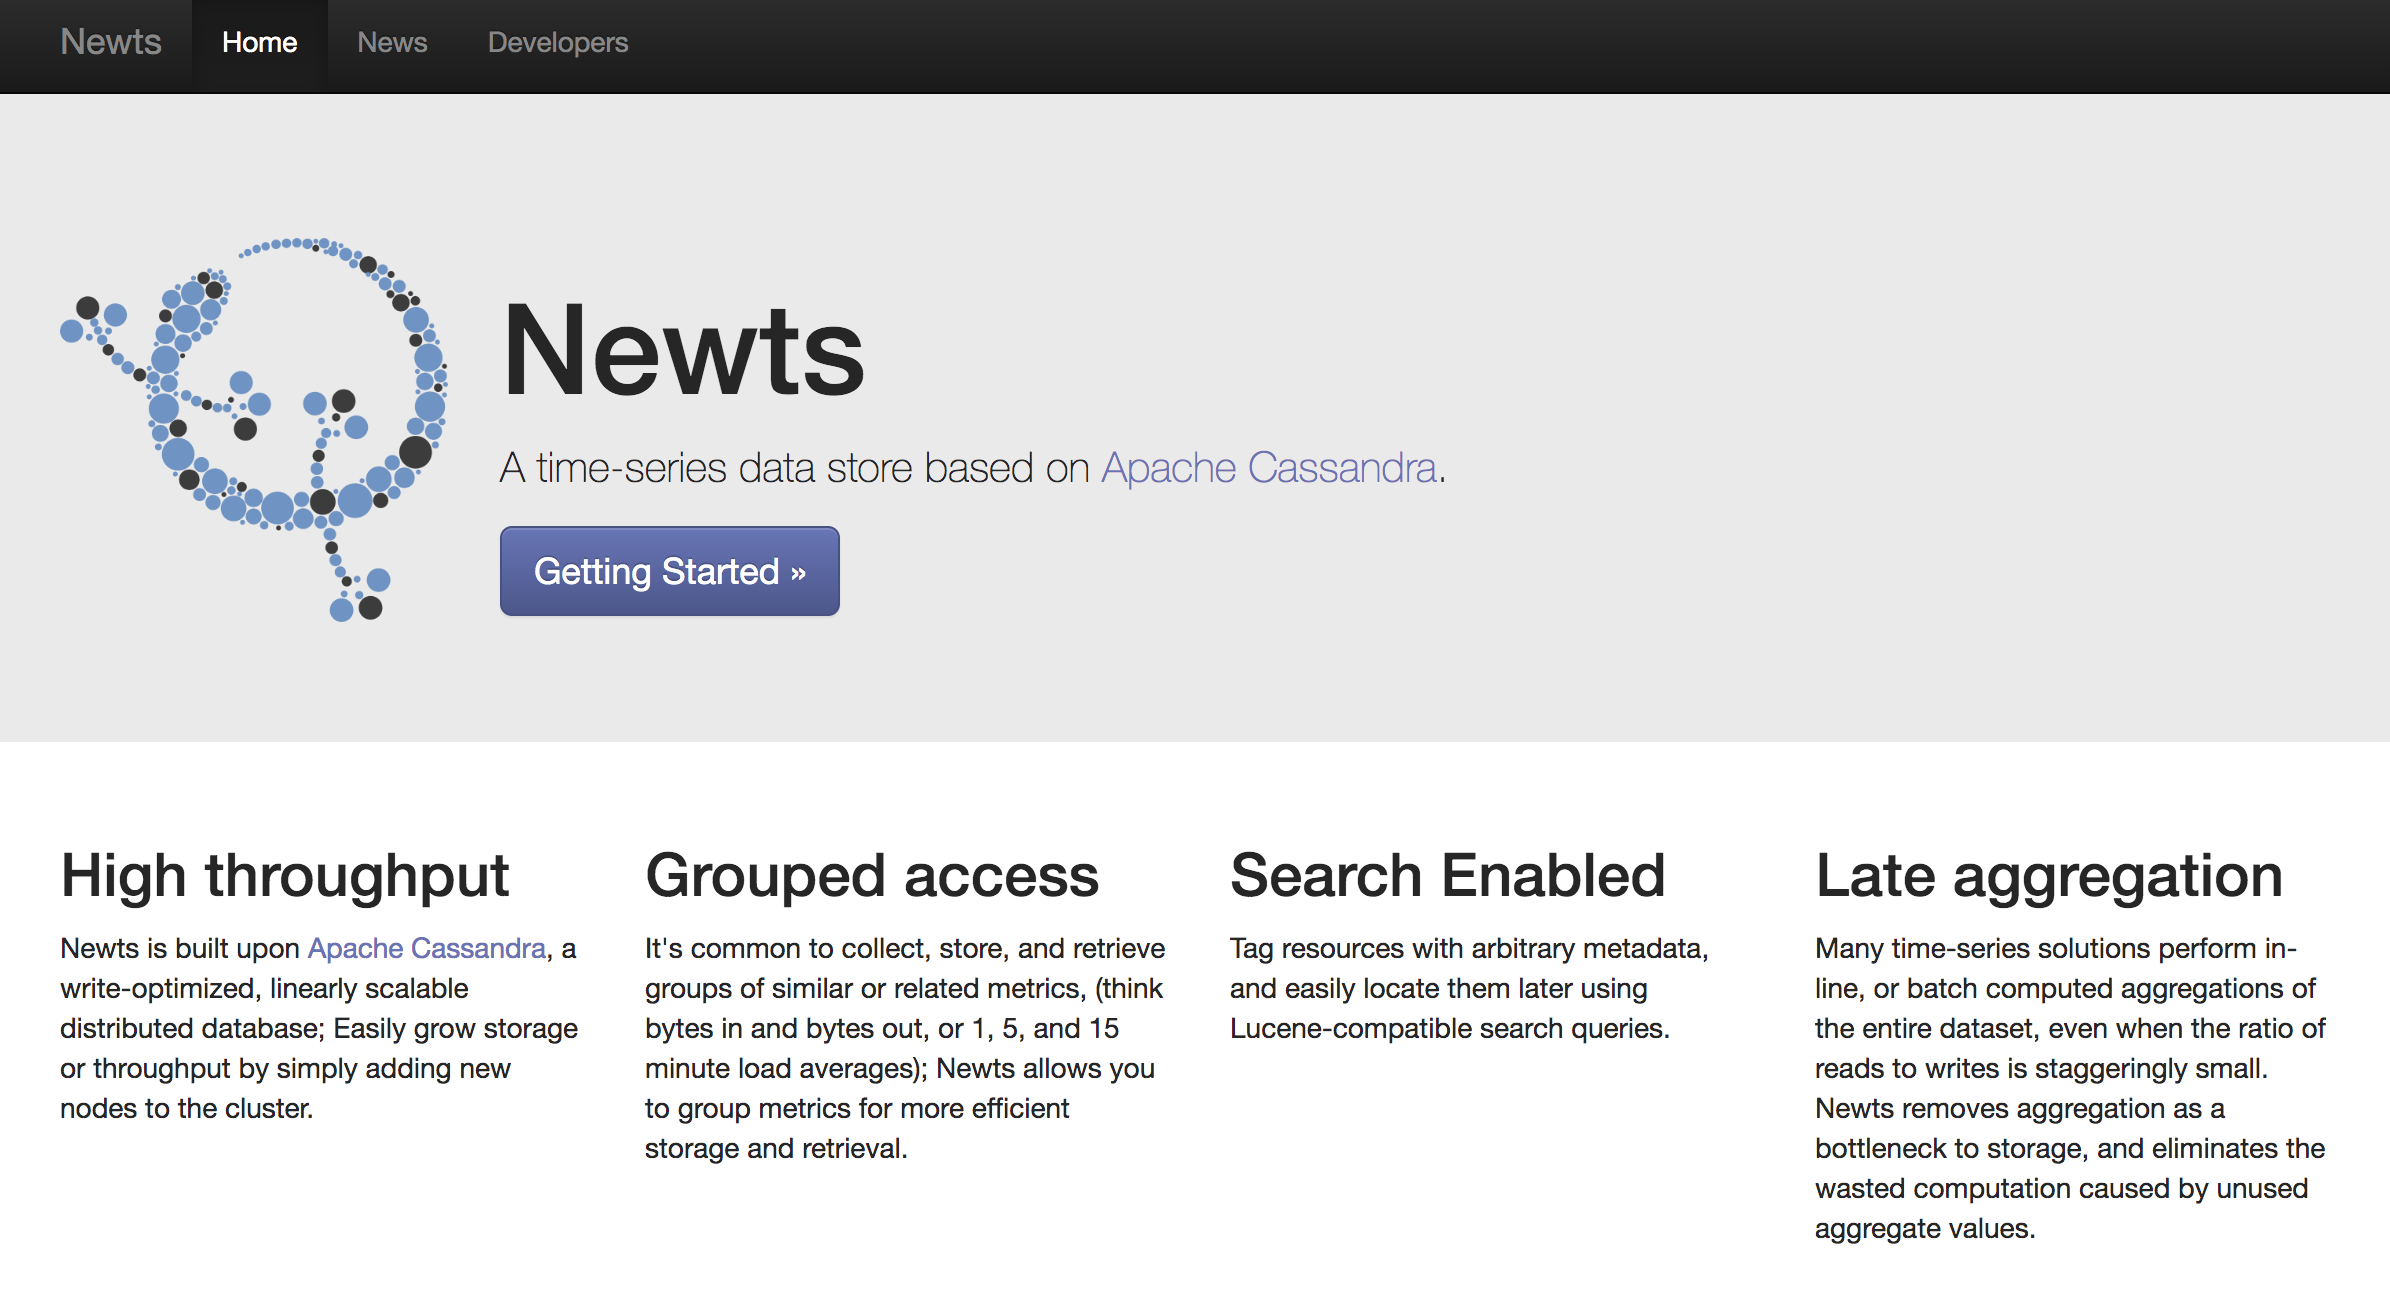 Newts Home News Developers
Newts
A time-series data store based on Apache Cassandra.
Getting Started »
High throughput
Newts is built upon Apache Cassandra, a
write-optimized, linearly scalable
distributed database; Easily grow storage
or throughput by simply adding new
nodes to the cluster.
Grouped access
It's common to collect, store, and retrieve
groups of similar or related metrics, (think
bytes in and bytes out, or 1, 5, and 15
minute load averages); Newts allows you
to group metrics for more efficient
storage and retrieval.
Search Enabled
Tag resources with arbitrary metadata,
and easily locate them later using
Lucene-compatible search queries.
Late aggregation
Many time-series solutions perform in-
line, or batch computed aggregations of
the entire dataset, even when the ratio of
reads to writes is staggeringly small.
Newts removes aggregation as a
bottleneck to storage, and eliminates the
wasted computation caused by unused
aggregate values.